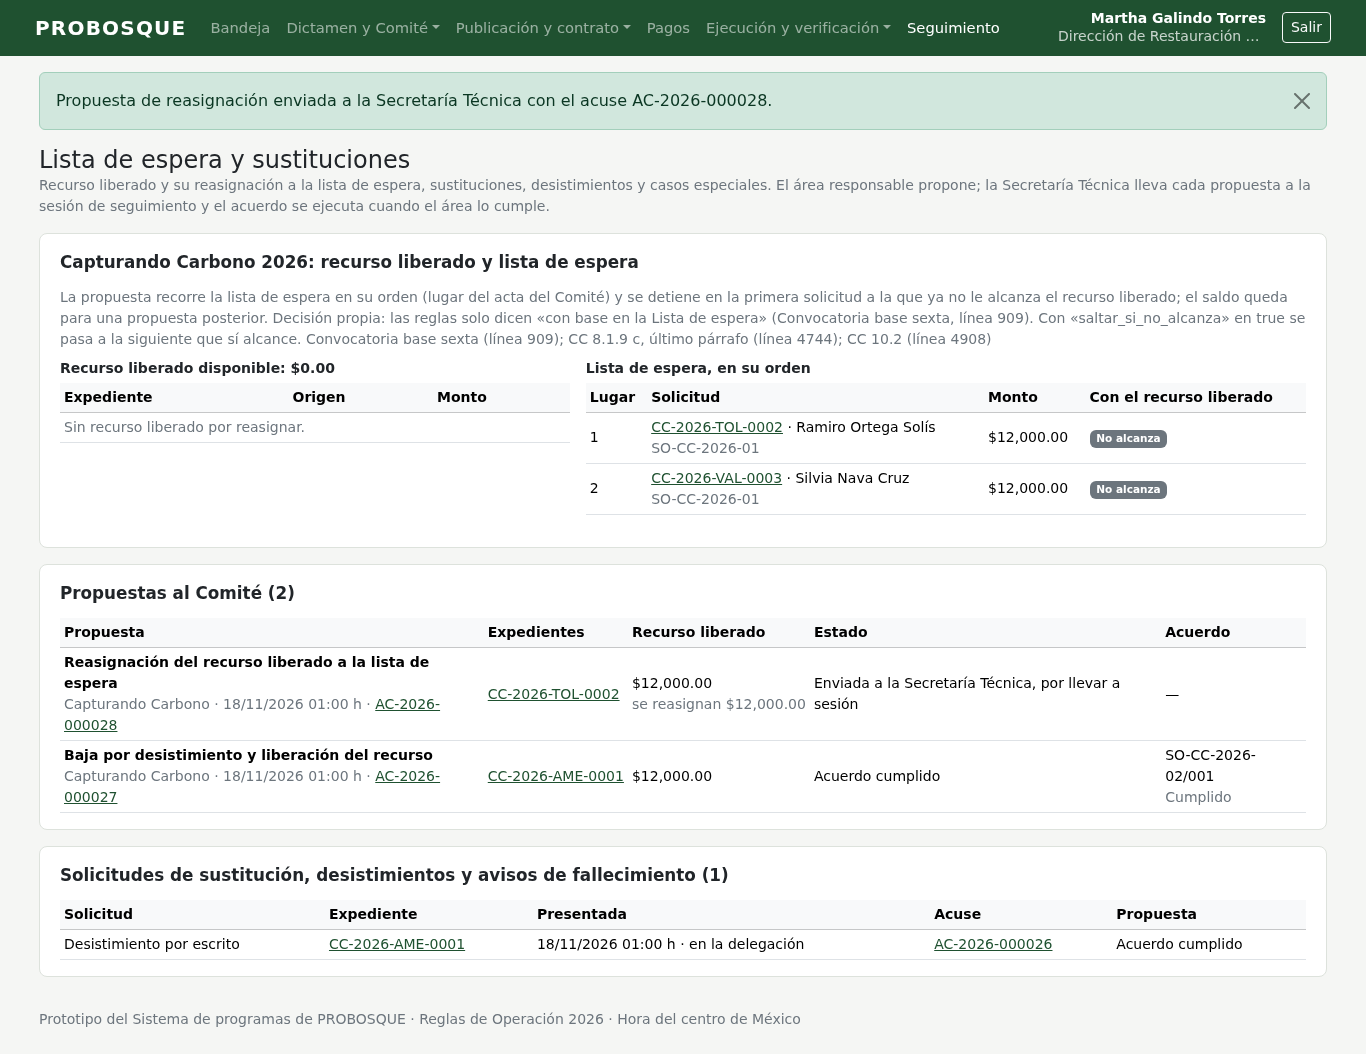 PROBOSQUE Bandeja Dictamen y Comité Publicación y contrato Pagos Ejecución y verificación Seguimiento Martha Galindo Torres Salir
Dirección de Restauración ...
Propuesta de reasignación enviada a la Secretaría Técnica con el acuse AC-2026-000028.
Lista de espera y sustituciones
Recurso liberado y su reasignación a la lista de espera, sustituciones, desistimientos y casos especiales. El área responsable propone; la Secretaría Técnica lleva cada propuesta a la
sesión de seguimiento y el acuerdo se ejecuta cuando el área lo cumple.
Capturando Carbono 2026: recurso liberado y lista de espera
La propuesta recorre la lista de espera en su orden (lugar del acta del Comité) y se detiene en la primera solicitud a la que ya no le alcanza el recurso liberado; el saldo queda
para una propuesta posterior. Decisión propia: las reglas solo dicen «con base en la Lista de espera» (Convocatoria base sexta, línea 909). Con «saltar_si_no_alcanza» en true se
pasa a la siguiente que sí alcance. Convocatoria base sexta (línea 909); CC 8.1.9 c, último párrafo (línea 4744); CC 10.2 (línea 4908)
Recurso liberado disponible: $0.00
Expediente Origen Monto
Sin recurso liberado por reasignar.
Lista de espera, en su orden
Lugar Solicitud Monto Con el recurso liberado
1 CC-2026-TOL-0002 · Ramiro Ortega Solís $12,000.00 No alcanza
SO-CC-2026-01
2 CC-2026-VAL-0003 · Silvia Nava Cruz $12,000.00 No alcanza
SO-CC-2026-01
Propuestas al Comité (2)
Propuesta Expedientes Recurso liberado Estado Acuerdo
Reasignación del recurso liberado a la lista de
espera
Capturando Carbono · 18/11/2026 01:00 h · AC-2026-
000028
CC-2026-TOL-0002
$12,000.00
se reasignan $12,000.00
Enviada a la Secretaría Técnica, por llevar a
sesión
—
Baja por desistimiento y liberación del recurso
Capturando Carbono · 18/11/2026 01:00 h · AC-2026-
000027
CC-2026-AME-0001
$12,000.00
Acuerdo cumplido
SO-CC-2026-
02/001
Cumplido
Solicitudes de sustitución, desistimientos y avisos de fallecimiento (1)
Solicitud Expediente Presentada Acuse Propuesta
Desistimiento por escrito CC-2026-AME-0001 18/11/2026 01:00 h · en la delegación AC-2026-000026 Acuerdo cumplido
Prototipo del Sistema de programas de PROBOSQUE · Reglas de Operación 2026 · Hora del centro de México